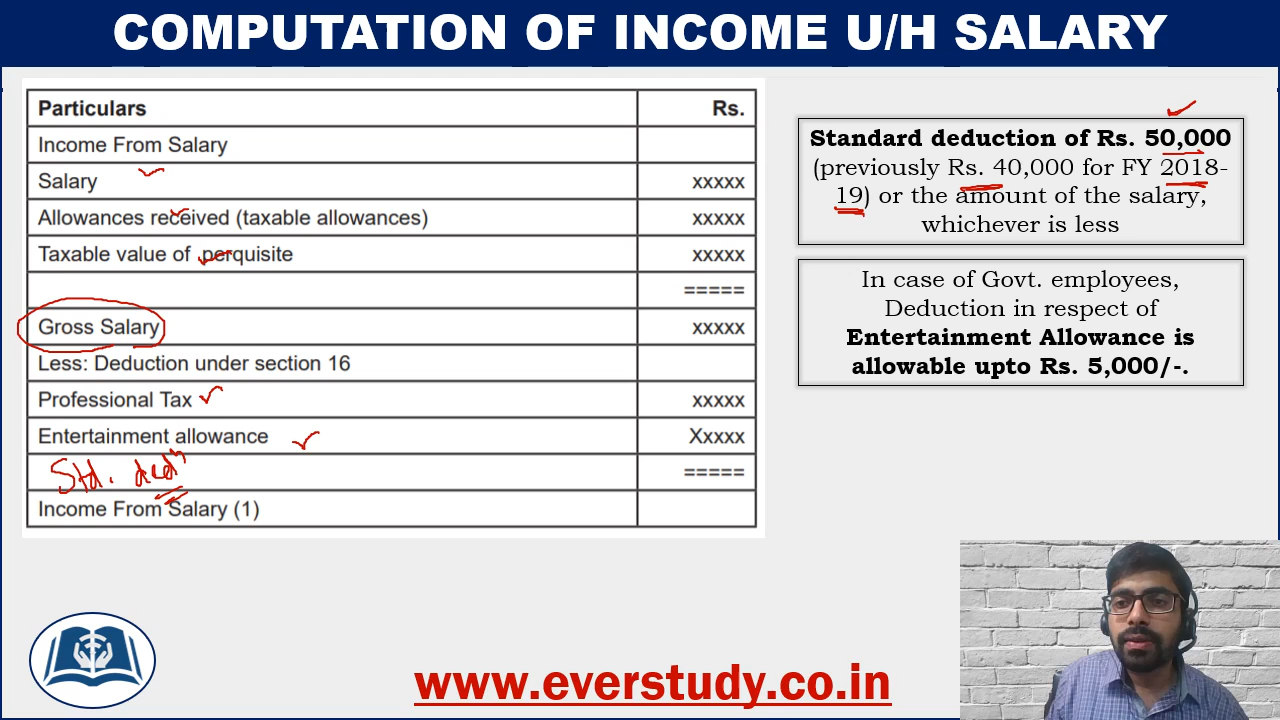 COMPUTATION OF INCOME U/H SALARY
Particulars Rs.
Income From Salary
Salary xxxxx
Allowances received (taxable allowances) xxxxx
Taxable value of perquisite xxxxx
=====
Gross Salary xxxxx
Less: Deduction under section 16
Professional Tax xxxxx
Entertainment allowance Xxxxx
Std. dedn =====
Income From Salary (1)
Standard deduction of Rs. 50,000
(previously Rs. 40,000 for FY 2018-
19) or the amount of the salary,
whichever is less
In case of Govt. employees,
Deduction in respect of
Entertainment Allowance is
allowable upto Rs. 5,000/-.
www.everstudy.co.in